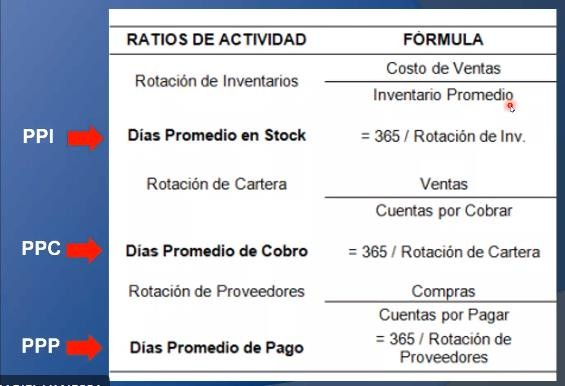 RATIOS DE ACTIVIDAD FÓRMULA
Rotación de Inventarios Costo de Ventas
Inventario Promedio
PPI Días Promedio en Stock = 365 / Rotación de Inv.
Rotación de Cartera Ventas
Cuentas por Cobrar
PPC Días Promedio de Cobro = 365 / Rotación de Cartera
Rotación de Proveedores Compras
Cuentas por Pagar
PPP Días Promedio de Pago = 365 / Rotación de
Proveedores